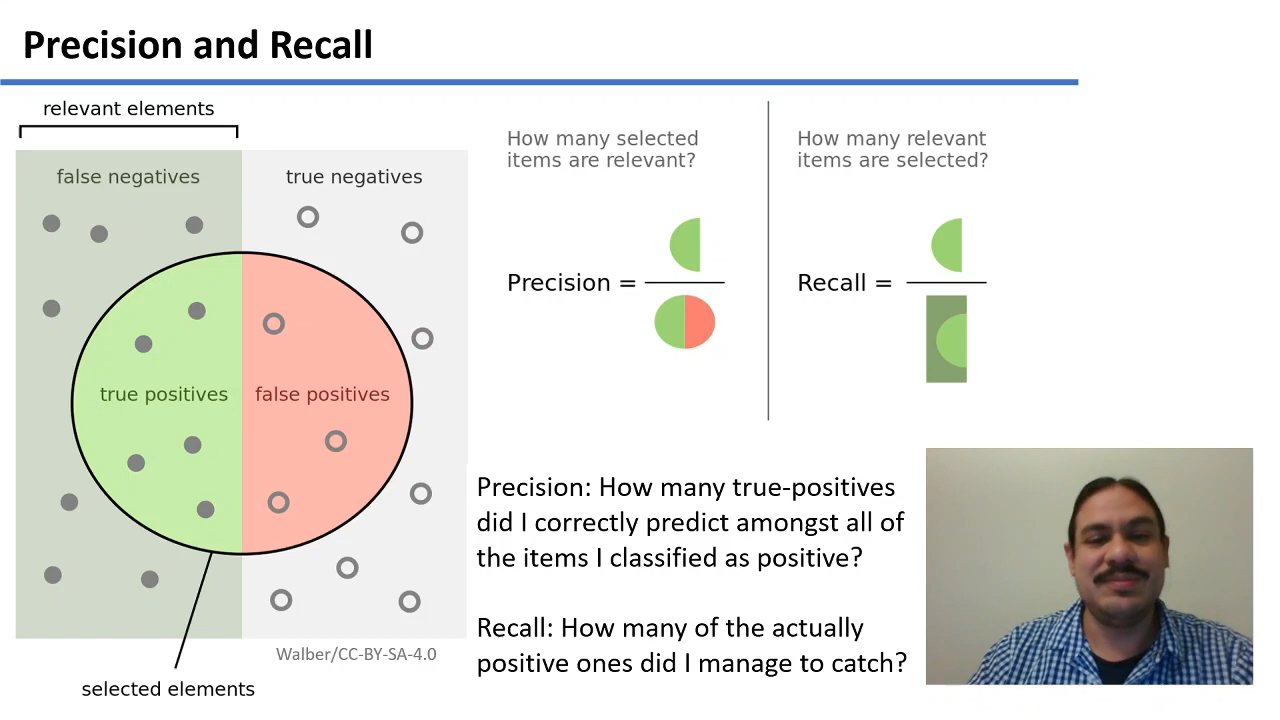 Precision and Recall
relevant elements
false negatives
true negatives
true positives
false positives
selected elements
Walber/CC-BY-SA-4.0
How many selected
items are relevant?
Precision =
How many relevant
items are selected?
Recall =
Precision: How many true-positives
did I correctly predict amongst all of
the items I classified as positive?
Recall: How many of the actually
positive ones did I manage to catch?